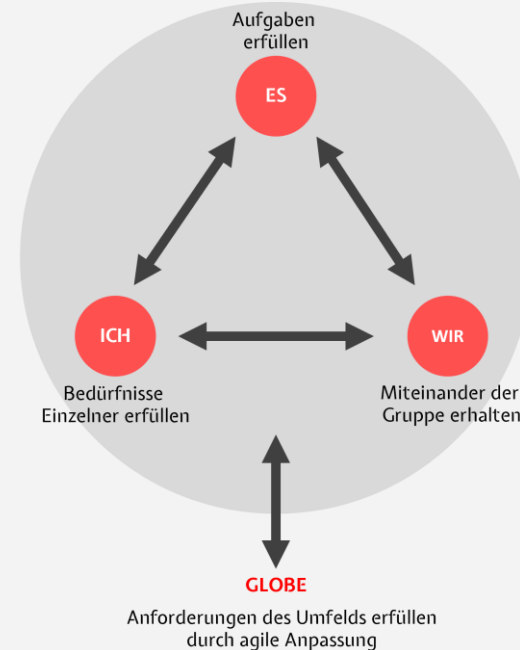 Aufgaben
erfüllen
ES
ICH
WIR
Bedürfnisse
Einzelner erfüllen
Miteinander der
Gruppe erhalten
GLOBE
Anforderungen des Umfelds erfüllen
durch agile Anpassung